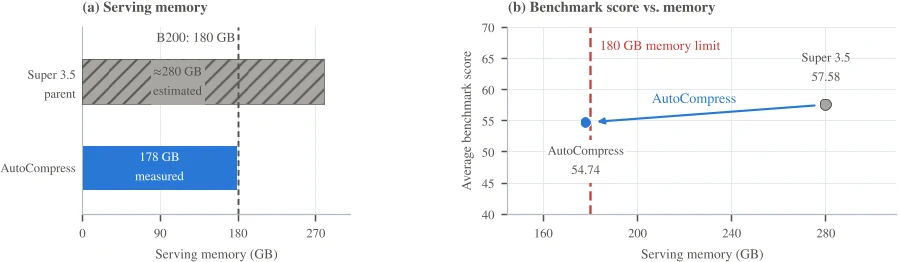 (a) Serving memory
B200: 180 GB
Super 3.5
parent
≈280 GB
estimated
AutoCompress
178 GB
measured
0 90 180 270
Serving memory (GB)
(b) Benchmark score vs. memory
Average benchmark score
70
65
60
55
50
45
40
180 GB memory limit
Super 3.5
57.58
AutoCompress
AutoCompress
54.74
160 200 240 280
Serving memory (GB)